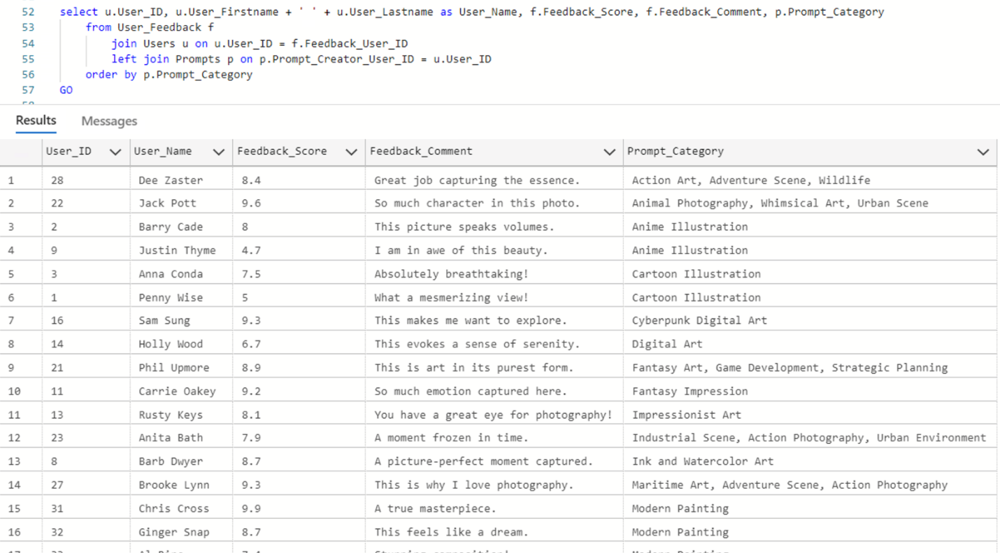 52 select u.User_ID, u.User_Firstname + ' ' + u.User_Lastname as User_Name, f.Feedback_Score, f.Feedback_Comment, p.Prompt_Category
53 from User_Feedback f
54 join Users u on u.User_ID = f.Feedback_User_ID
55 left join Prompts p on p.Prompt_Creator_User_ID = u.User_ID
56 order by p.Prompt_Category
57 GO
Results Messages
User_ID User_Name Feedback_Score Feedback_Comment Prompt_Category
1 28 Dee Zaster 8.4 Great job capturing the essence. Action Art, Adventure Scene, Wildlife
2 22 Jack Pott 9.6 So much character in this photo. Animal Photography, Whimsical Art, Urban Scene
3 2 Barry Cade 8 This picture speaks volumes. Anime Illustration
4 9 Justin Thyme 4.7 I am in awe of this beauty. Anime Illustration
5 3 Anna Conda 7.5 Absolutely breathtaking! Cartoon Illustration
6 1 Penny Wise 5 What a mesmerizing view! Cartoon Illustration
7 16 Sam Sung 9.3 This makes me want to explore. Cyberpunk Digital Art
8 14 Holly Wood 6.7 This evokes a sense of serenity. Digital Art
9 21 Phil Upmore 8.9 This is art in its purest form. Fantasy Art, Game Development, Strategic Planning
10 11 Carrie Oakey 9.2 So much emotion captured here. Fantasy Impression
11 13 Rusty Keys 8.1 You have a great eye for photography! Impressionist Art
12 23 Anita Bath 7.9 A moment frozen in time. Industrial Scene, Action Photography, Urban Environment
13 8 Barb Dwyer 8.7 A picture-perfect moment captured. Ink and Watercolor Art
14 27 Brooke Lynn 9.3 This is why I love photography. Maritime Art, Adventure Scene, Action Photography
15 31 Chris Cross 9.9 A true masterpiece. Modern Painting
16 32 Ginger Snap 8.7 This feels like a dream. Modern Painting